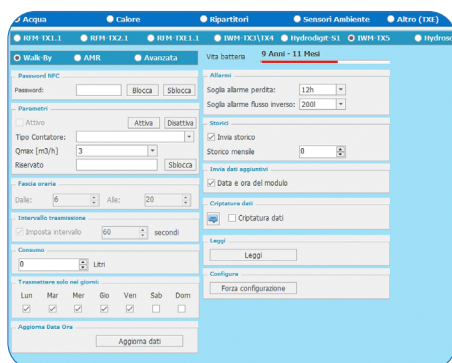 Acqua Calore Ripartitori Sensori Ambiente Altro (TXE)
RFM-TX1.1 RFM-TX2.1 RFM-TXE1.1 IWM-TX3\TX4 Hydrodigit-S1 IWM-TX5 Hydroso
Walk-By AMR Avanzata
Vita battera 9 Anni - 11 Mesi
Password NFC
Password: Blocca Sblocca
Parametri
Attivo Attiva Disattiva
Tipo Contatore:
Qmax [m3/h] 3
Riservato Sblocca
Fascia oraria
Dalle: 6 Alle: 20
Intervallo trasmissione
Imposta intervallo 60 secondi
Consumo
0 Litri
Trasmettere solo nei giorni:
Lun Mar Mer Gio Ven Sab Dom
Aggiorna Data Ora
Aggiorna dati
Allarmi
Soglia allarme perdita: 12h
Soglia allarme flusso inverso: 200l
Storici
Invia storico
Storico mensile 0
Invia dati aggiuntivi
Data e ora del modulo
Criptatura dati
Criptatura dati
Leggi
Leggi
Configura
Forza configurazione